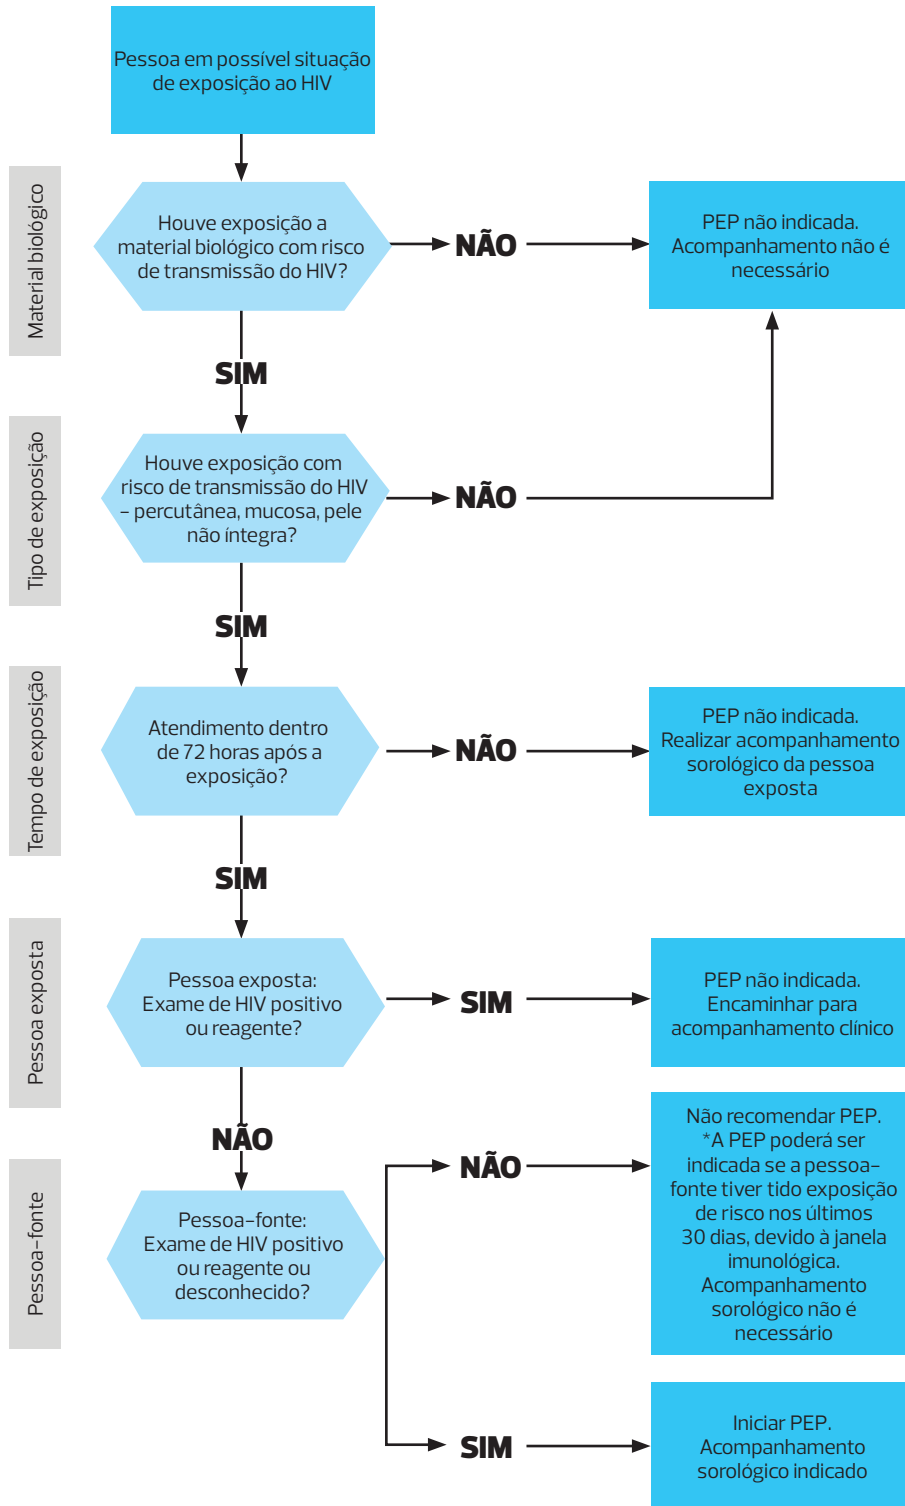 Pessoa em possível situação
de exposição ao HIV
Material biológico
Houve exposição a
material biológico com risco
de transmissão do HIV?
NÃO
PEP não indicada.
Acompanhamento não é
necessário
SIM
Tipo de exposição
Houve exposição com
risco de transmissão do HIV
- percutânea, mucosa, pele
não íntegra?
NÃO
SIM
Tempo de exposição
Atendimento dentro
de 72 horas após a
exposição?
NÃO
PEP não indicada.
Realizar acompanhamento
sorológico da pessoa
exposta
SIM
Pessoa exposta
Pessoa exposta:
Exame de HIV positivo
ou reagente?
SIM
PEP não indicada.
Encaminhar para
acompanhamento clínico
NÃO
Pessoa-fonte
Pessoa-fonte:
Exame de HIV positivo
ou reagente ou
desconhecido?
NÃO
Não recomendar PEP.
*A PEP poderá ser
indicada se a pessoa-
fonte tiver tido exposição
de risco nos últimos
30 dias, devido à janela
imunológica.
Acompanhamento
sorológico não é
necessário
SIM
Iniciar PEP.
Acompanhamento
sorológico indicado